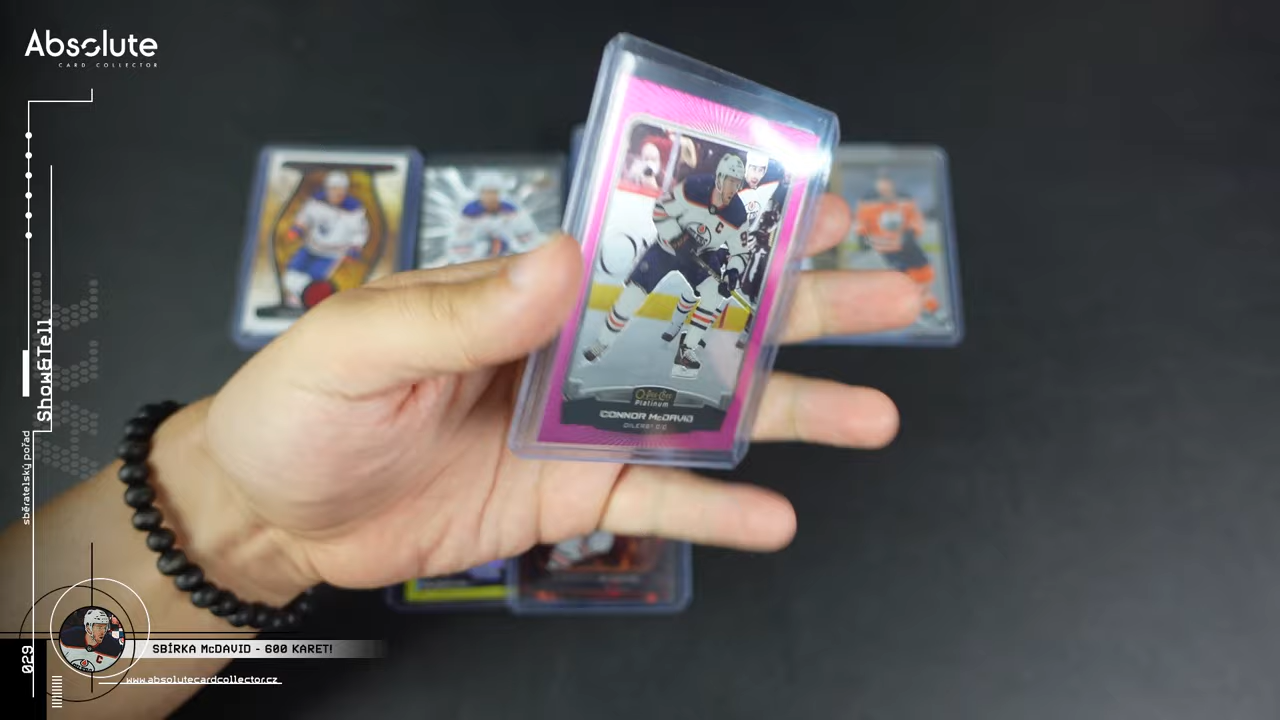 Absolute
CARD COLLECTOR
Show&Tell
sběratelský pořad
029
SBÍRKA McDAVID - 600 KARET!
www.absolutecardcollector.cz
O-Pee-Chee
Platinum
CONNOR McDAVID
OILERS® C
C